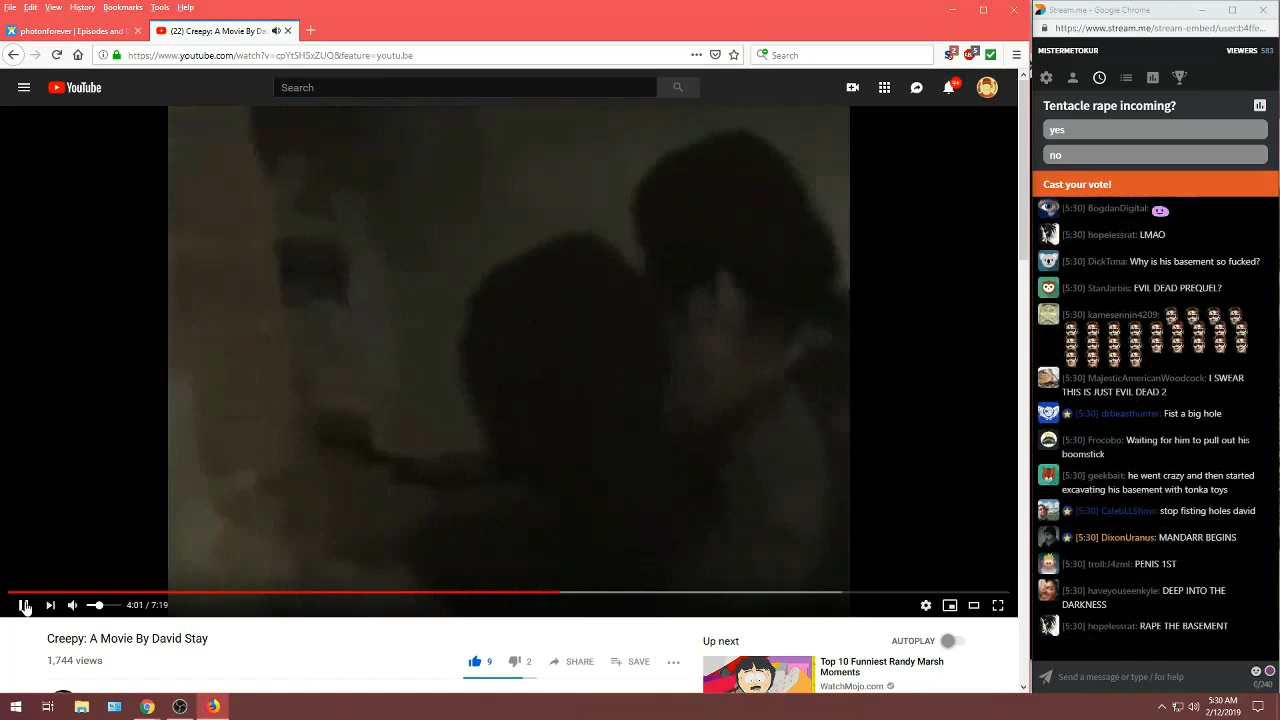 File Edit View History Bookmarks Tools Help
photonforever | Episodes and C
(22) Creepy: A Movie By Da
https://www.youtube.com/watch?v=cpYtSH5xZUQ&feature=youtu.be
Search
2
5
YouTube
Search
9+
4:01 / 7:19
Creepy: A Movie By David Stay
1,744 views
9
2
SHARE
SAVE
Up next
AUTOPLAY
Top 10 Funniest Randy Marsh
Moments
WatchMojo.com
Stream.me - Google Chrome
https://www.stream.me/stream-embed/user:b4ffe...
MISTERMETOKUR
VIEWERS 583
Tentacle rape incoming?
yes
no
Cast your vote!
[5:30] BogdanDigital:
[5:30] hopelessrat: LMAO
[5:30] DickTuna: Why is his basement so fucked?
[5:30] StanJarbis: EVIL DEAD PREQUEL?
[5:30] kamesennin4209:
[5:30] MajesticAmericanWoodcock: I SWEAR
THIS IS JUST EVIL DEAD 2
[5:30] drbeasthunter: Fist a big hole
[5:30] Frocobo: Waiting for him to pull out his
boomstick
[5:30] geekbait: he went crazy and then started
excavating his basement with tonka toys
[5:30] CalebLLShow: stop fisting holes david
[5:30] DixonUranus: MANDARR BEGINS
[5:30] troll:J4zml: PENIS 1ST
[5:30] haveyouseenkyle: DEEP INTO THE
DARKNESS
[5:30] hopelessrat: RAPE THE BASEMENT
Send a message or type / for help
0/240
5:30 AM
2/12/2019